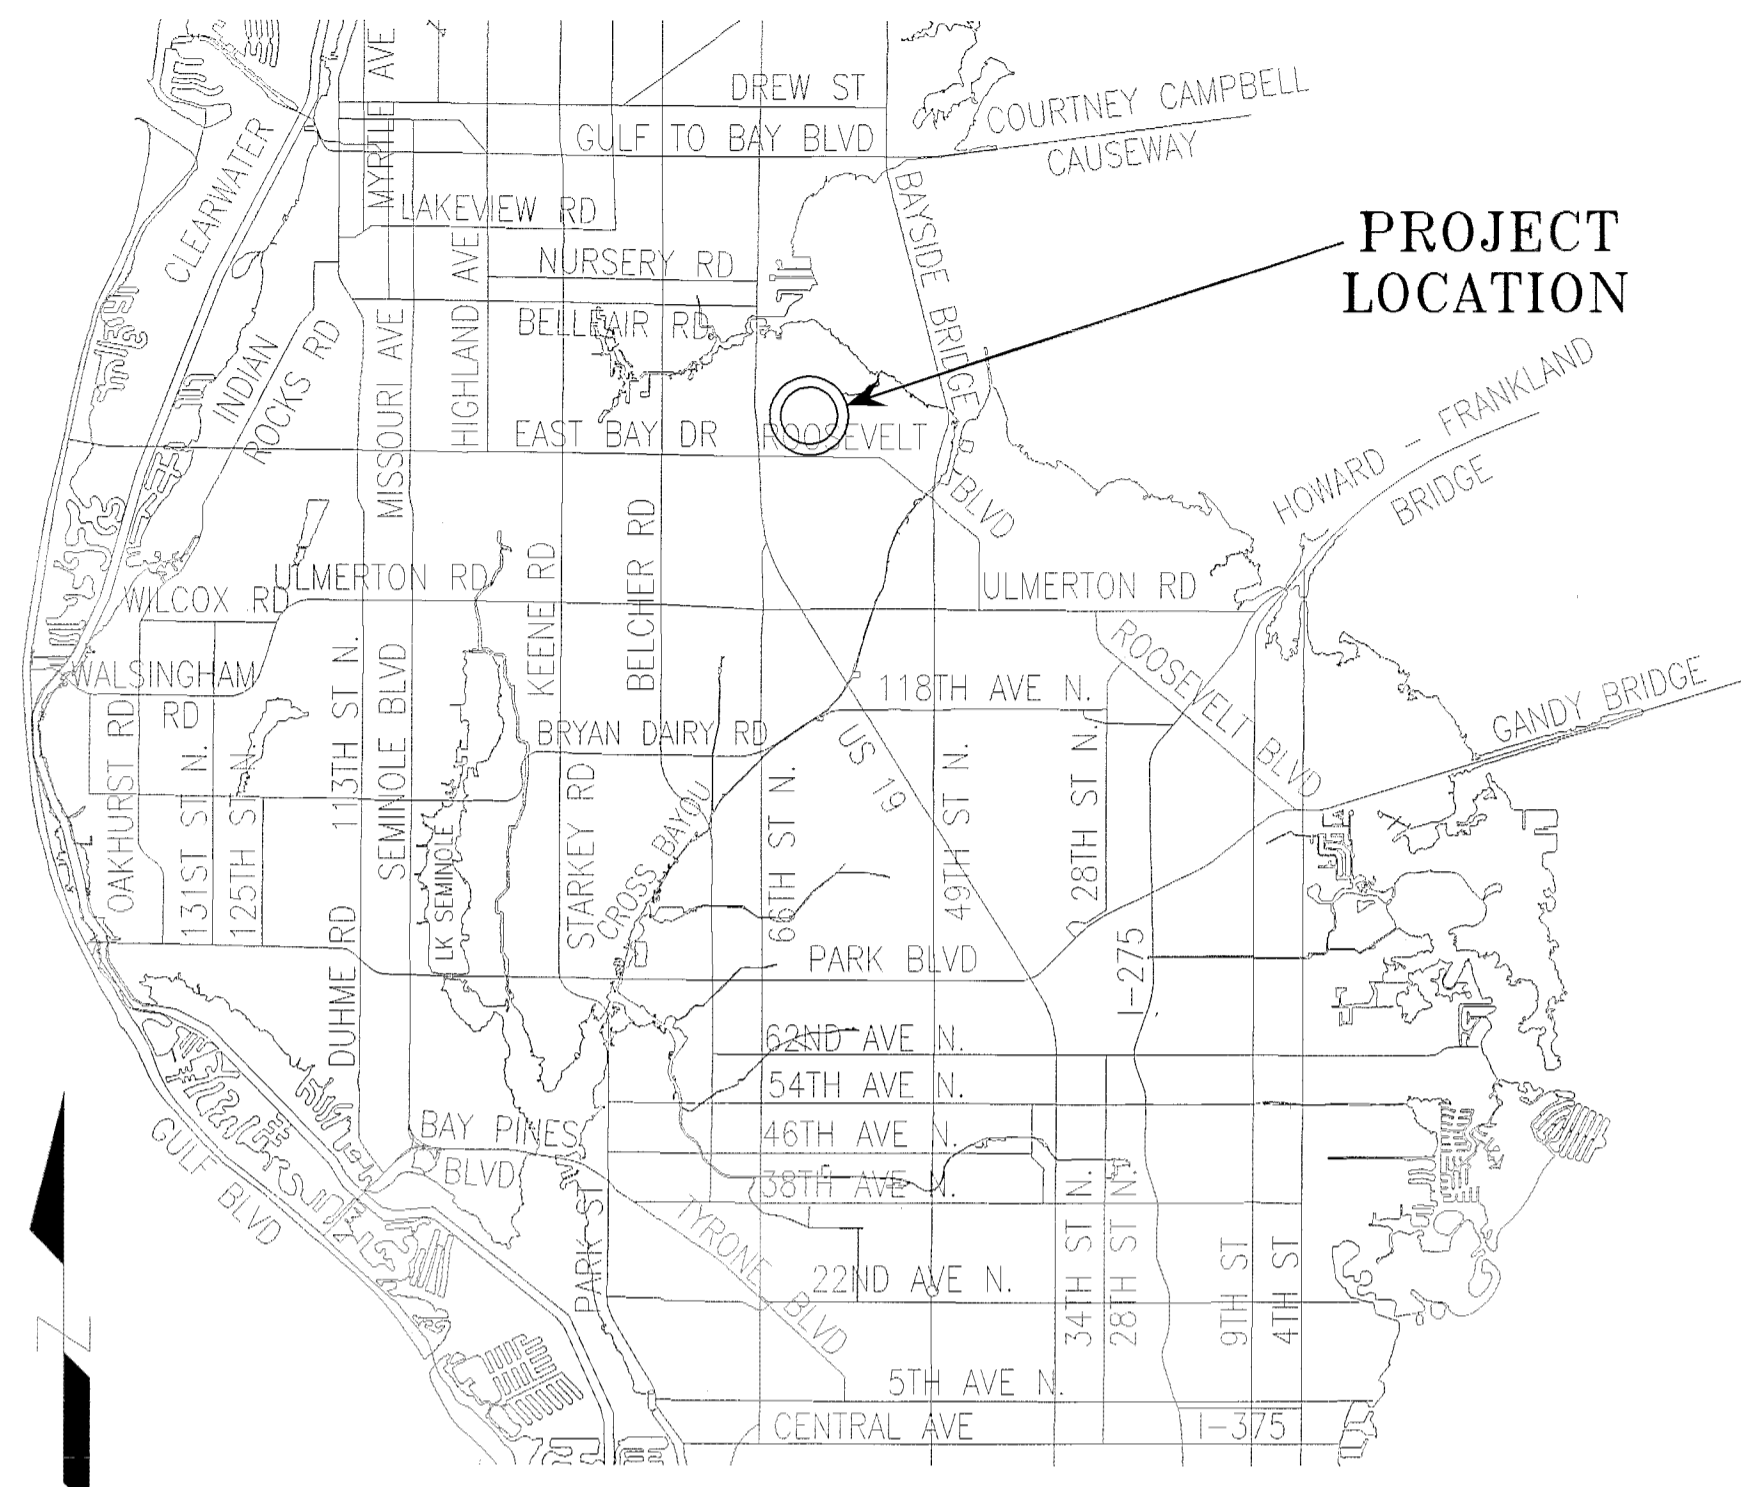 MYRTLE AVE
DREW ST
COURTNEY CAMPBELL
CAUSEWAY
GULF TO BAY BLVD
CLEARWATER
LAKEVIEW RD
BAYSIDE BRIDGE
PROJECT
LOCATION
HIGHLAND AVE
NURSERY RD
BELLEAIR RD
INDIAN
ROCKS RD
MISSOURI AVE
EAST BAY DR
ROOSEVELT
BLVD
HOWARD - FRANKLAND
BRIDGE
WILCOX RD
ULMERTON RD
KEENE RD
BELCHER RD
ULMERTON RD
WALSINGHAM
RD
113TH ST N.
SEMINOLE BLVD
118TH AVE N.
ROOSEVELT BLVD
GANDY BRIDGE
OAKHURST RD
131ST ST N.
125TH ST N
BRYAN DAIRY RD
US 19
LK SEMINOLE
STARKEY RD
CROSS BAYOU
66TH ST N.
49TH ST N.
28TH ST N.
DUHME RD
PARK BLVD
I-275
62ND AVE N.
54TH AVE N.
46TH AVE N.
38TH AVE N.
BAY PINES
BLVD
GULF BLVD
PARK ST
TYRONE BLVD
22ND AVE N.
34TH ST N.
28TH ST N.
9TH ST
4TH ST
5TH AVE N.
CENTRAL AVE
I-375
N